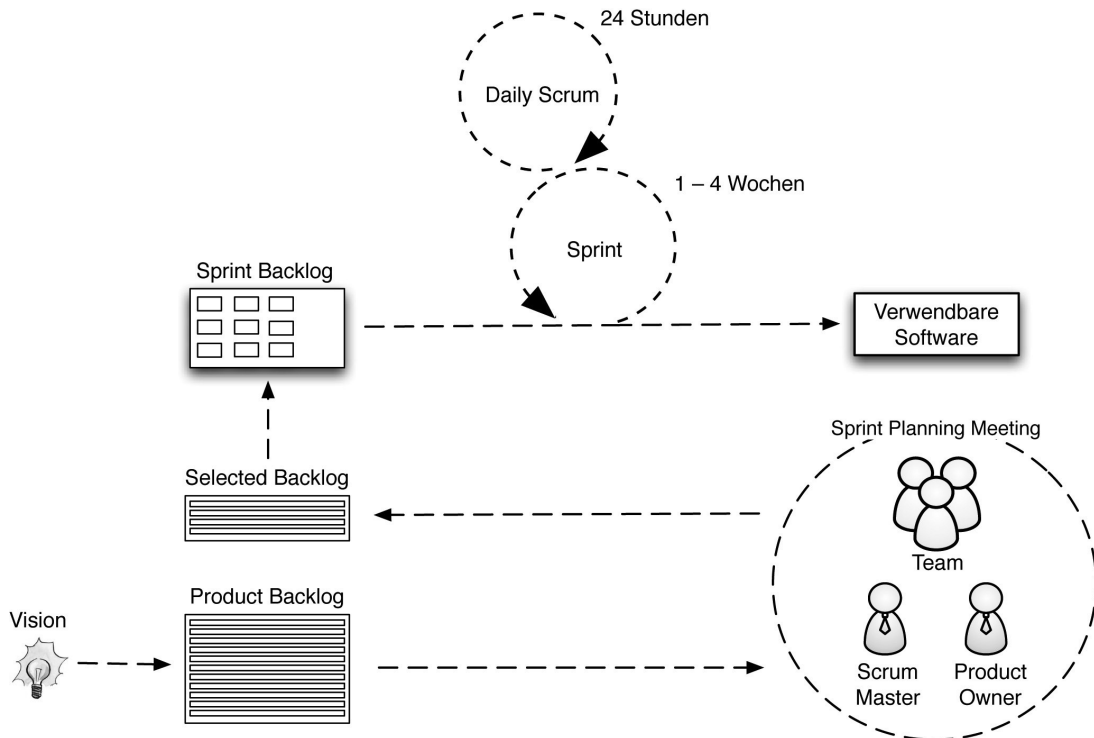 24 Stunden
Daily Scrum
1 – 4 Wochen
Sprint
Sprint Backlog
Verwendbare
Software
Sprint Planning Meeting
Selected Backlog
Team
Product Backlog
Vision
Scrum
Master
Product
Owner